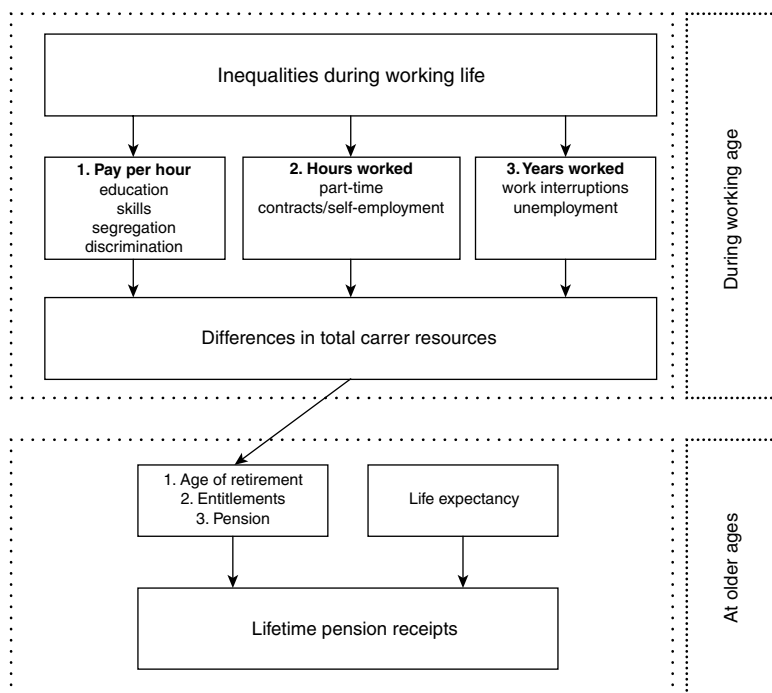 Inequalities during working life
1. Pay per hour
education
skills
segregation
discrimination
2. Hours worked
part-time
contracts/self-employment
3. Years worked
work interruptions
unemployment
Differences in total carrer resources
During working age
1. Age of retirement
2. Entitlements
3. Pension
Life expectancy
Lifetime pension receipts
At older ages